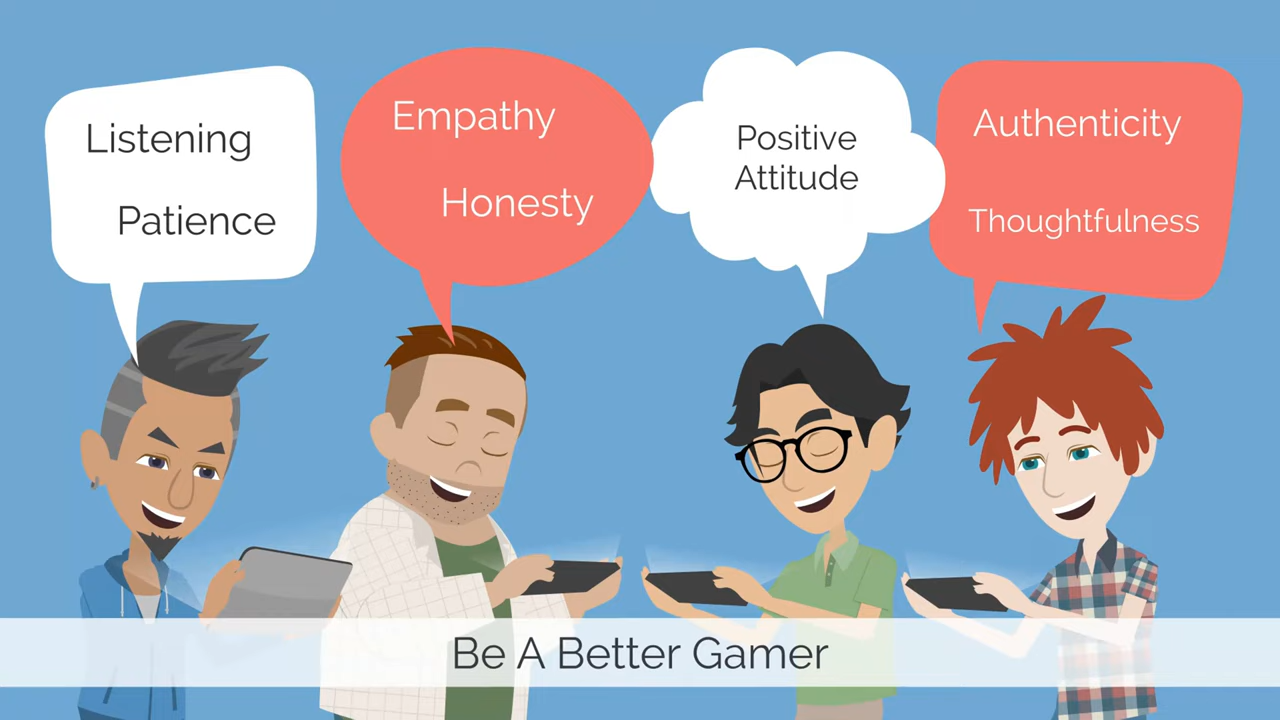 Listening
Patience
Empathy
Honesty
Positive
Attitude
Authenticity
Thoughtfulness
Be A Better Gamer